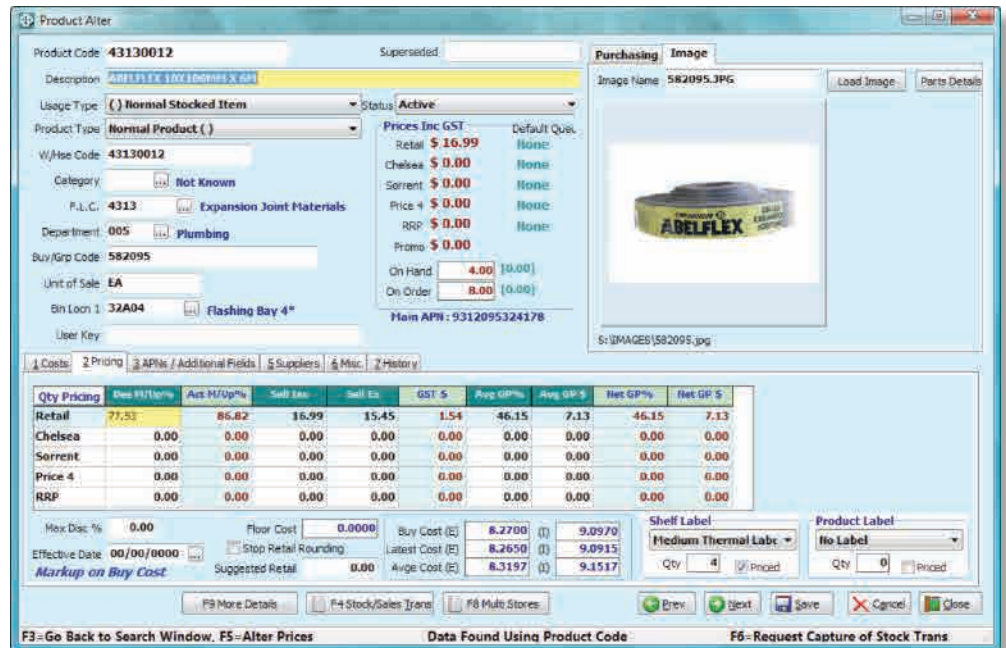 Product Alter
Product Code 43130012 Superseded
Description ABELFLEX 10X100MM X 6M
Usage Type ( ) Normal Stocked Item Status Active
Product Type Normal Product ( )
W/Hse Code 43130012
Category ... Not Known
P.L.C. 4313 ... Expansion Joint Materials
Department 005 ... Plumbing
Buy/Grp Code 582095
Unit of Sale EA
Bin Locn 1 32A04 ... Flashing Bay 4*
User Key
Prices Inc GST Default Quei
Retail $ 16.99 None
Chelsea $ 0.00 None
Sorrent $ 0.00 None
Price 4 $ 0.00 None
RRP $ 0.00 None
Promo $ 0.00
On Hand 4.00 [0.00]
On Order 8.00 [0.00]
Main APN : 9312095324178
Purchasing Image
Image Name 582095.JPG Load Image Parts Details
ABELFLEX
S:\IMAGES\582095.jpg
1 Costs 2 Pricing 3 APNs / Additional Fields 5 Suppliers 6 Misc 7 History
Qty Pricing Des M/Up% Act M/Up% Sell Inc Sell Ex GST $ Avg GP% Avg GP $ Net GP% Net GP $
Retail 77.53 86.82 16.99 15.45 1.54 46.15 7.13 46.15 7.13
Chelsea 0.00 0.00 0.00 0.00 0.00 0.00 0.00 0.00 0.00
Sorrent 0.00 0.00 0.00 0.00 0.00 0.00 0.00 0.00 0.00
Price 4 0.00 0.00 0.00 0.00 0.00 0.00 0.00 0.00 0.00
RRP 0.00 0.00 0.00 0.00 0.00 0.00 0.00 0.00 0.00
Max Disc % 0.00 Floor Cost 0.0000 Buy Cost (E) 8.2700 (I) 9.0970
Effective Date 00/00/0000 ... Stop Retail Rounding Latest Cost (E) 8.2650 (I) 9.0915
Markup on Buy Cost Suggested Retail 0.00 Avge Cost (E) 8.3197 (I) 9.1517
Shelf Label
Medium Thermal Labe
Qty 4 Priced
Product Label
No Label
Qty 0 Priced
F9 More Details F4 Stock/Sales Trans F8 Multi Stores Prev Next Save Cancel Close
F3=Go Back to Search Window, F5=Alter Prices Data Found Using Product Code F6=Request Capture of Stock Trans